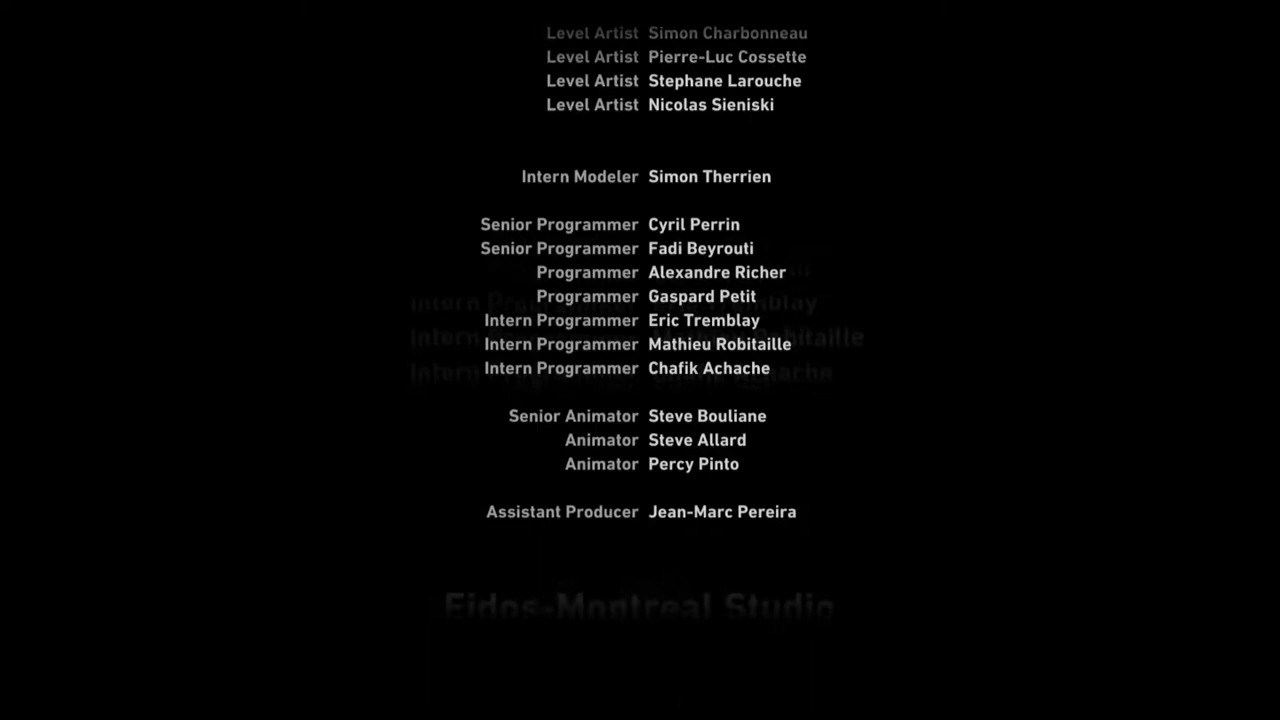 Level Artist Simon Charbonneau
Level Artist Pierre-Luc Cossette
Level Artist Stephane Larouche
Level Artist Nicolas Sieniski
Intern Modeler Simon Therrien
Senior Programmer Cyril Perrin
Senior Programmer Fadi Beyrouti
Programmer Alexandre Richer
Programmer Gaspard Petit
Intern Programmer Eric Tremblay
Intern Programmer Mathieu Robitaille
Intern Programmer Chafik Achache
Senior Animator Steve Bouliane
Animator Steve Allard
Animator Percy Pinto
Assistant Producer Jean-Marc Pereira
Eidos-Montreal Studio